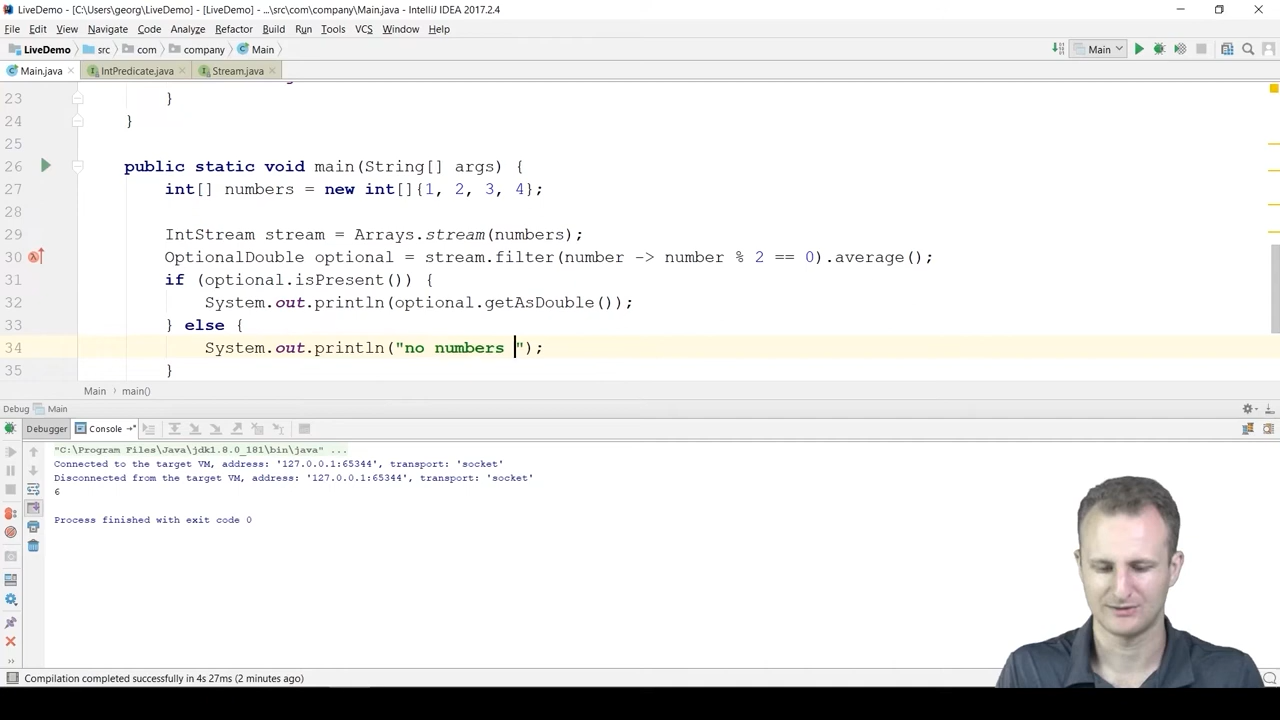 LiveDemo - [C:\Users\georg\LiveDemo] - [LiveDemo] - ...\src\com\company\Main.java - IntelliJ IDEA 2017.2.4
File Edit View Navigate Code Analyze Refactor Build Run Tools VCS Window Help
LiveDemo src com company Main Main
Main.java IntPredicate.java Stream.java
23 }
24 }
25
26 public static void main(String[] args) {
27 int[] numbers = new int[]{1, 2, 3, 4};
28
29 IntStream stream = Arrays.stream(numbers);
30 OptionalDouble optional = stream.filter(number -> number % 2 == 0).average();
31 if (optional.isPresent()) {
32 System.out.println(optional.getAsDouble());
33 } else {
34 System.out.println("no numbers ");
35 }
Main main()
Debug Main
Debugger Console
"C:\Program Files\Java\jdk1.8.0_181\bin\java" ...
Connected to the target VM, address: '127.0.0.1:65344', transport: 'socket'
Disconnected from the target VM, address: '127.0.0.1:65344', transport: 'socket'
6
Process finished with exit code 0
Compilation completed successfully in 4s 27ms (2 minutes ago)